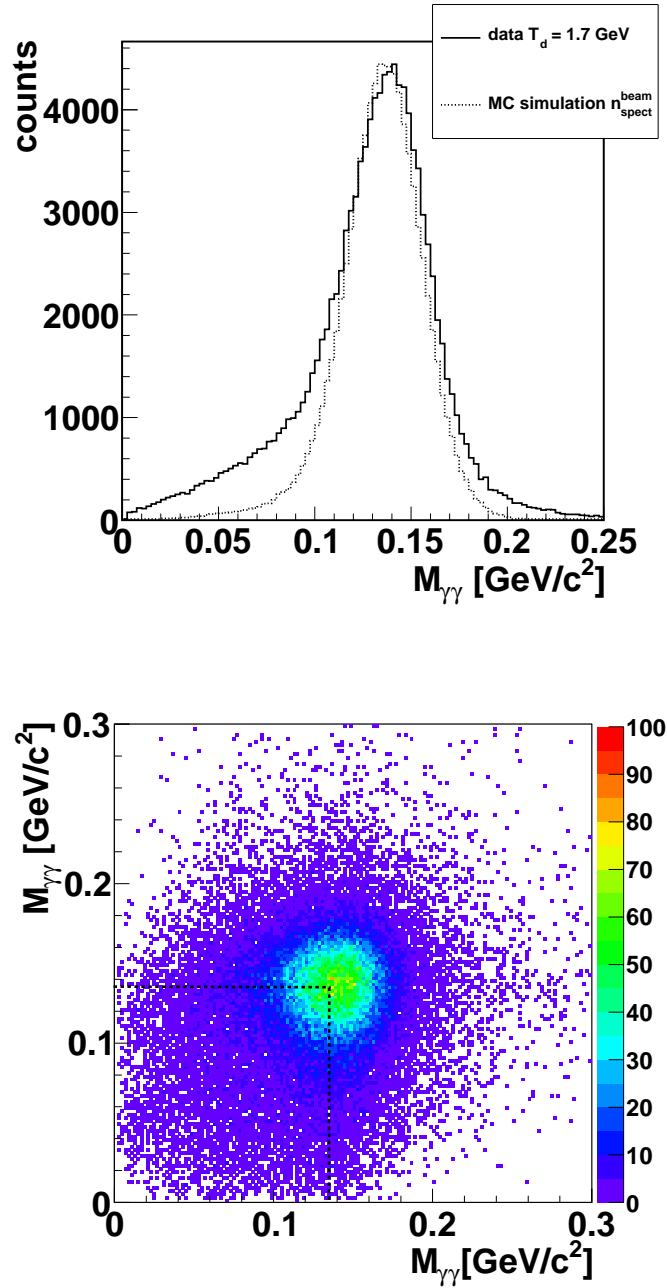 data T_d = 1.7 GeV
MC simulation n^beam_spect
counts
4000
3000
2000
1000
0
0 0.05 0.1 0.15 0.2 0.25
M_γγ [GeV/c²]
M_γγ [GeV/c²]
0.3
0.2
0.1
0
0 0.1 0.2 0.3
M_γγ[GeV/c²]
100
90
80
70
60
50
40
30
20
10
0